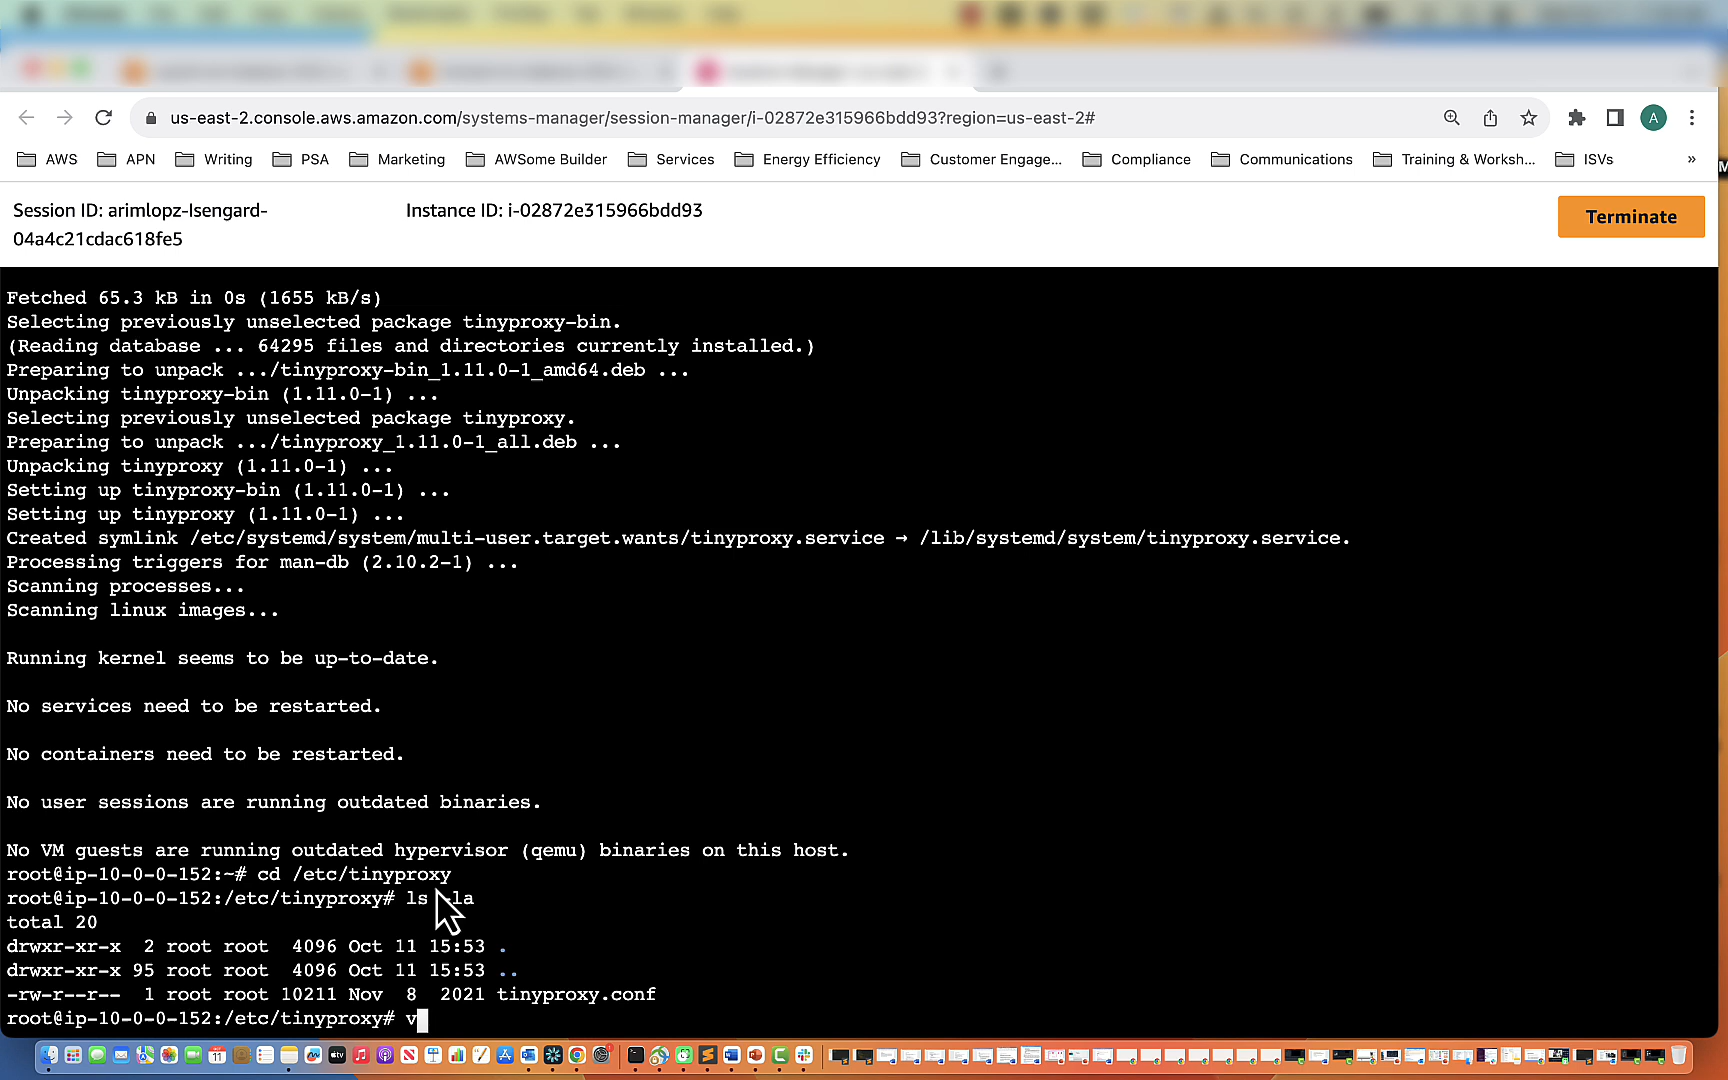 us-east-2.console.aws.amazon.com/systems-manager/session-manager/i-02872e315966bdd93?region=us-east-2#
A
AWS APN Writing PSA Marketing AWSome Builder Services Energy Efficiency Customer Engage... Compliance Communications Training & Worksh... ISVs »
Session ID: arimlopz-Isengard-
04a4c21cdac618fe5
Instance ID: i-02872e315966bdd93
Terminate
Fetched 65.3 kB in 0s (1655 kB/s)
Selecting previously unselected package tinyproxy-bin.
(Reading database ... 64295 files and directories currently installed.)
Preparing to unpack .../tinyproxy-bin_1.11.0-1_amd64.deb ...
Unpacking tinyproxy-bin (1.11.0-1) ...
Selecting previously unselected package tinyproxy.
Preparing to unpack .../tinyproxy_1.11.0-1_all.deb ...
Unpacking tinyproxy (1.11.0-1) ...
Setting up tinyproxy-bin (1.11.0-1) ...
Setting up tinyproxy (1.11.0-1) ...
Created symlink /etc/systemd/system/multi-user.target.wants/tinyproxy.service → /lib/systemd/system/tinyproxy.service.
Processing triggers for man-db (2.10.2-1) ...
Scanning processes...
Scanning linux images...
Running kernel seems to be up-to-date.
No services need to be restarted.
No containers need to be restarted.
No user sessions are running outdated binaries.
No VM guests are running outdated hypervisor (qemu) binaries on this host.
root@ip-10-0-0-152:~# cd /etc/tinyproxy
root@ip-10-0-0-152:/etc/tinyproxy# ls la
total 20
drwxr-xr-x 2 root root 4096 Oct 11 15:53 .
drwxr-xr-x 95 root root 4096 Oct 11 15:53 ..
-rw-r--r-- 1 root root 10211 Nov 8 2021 tinyproxy.conf
root@ip-10-0-0-152:/etc/tinyproxy# v